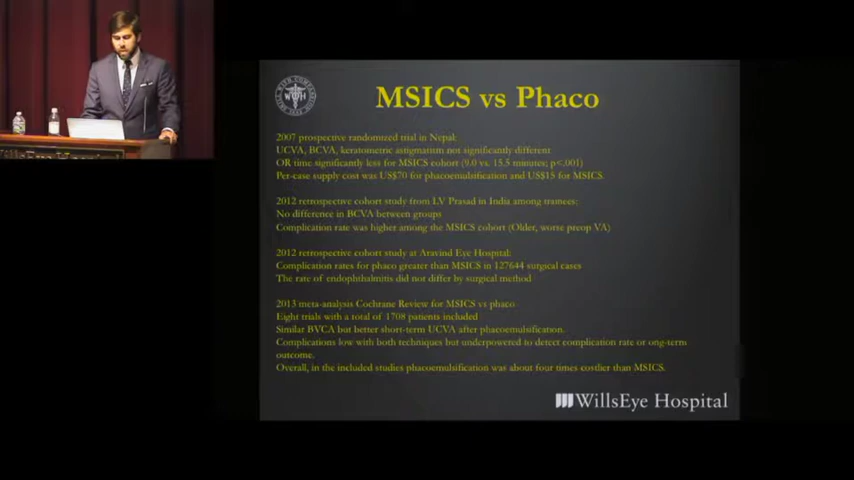 MSICS vs Phaco
2007 prospective randomized trial in Nepal:
UCVA, BCVA, keratometric astigmatism not significantly different
OR time significantly less for MSICS cohort (9.0 vs. 15.5 minutes; p<.001)
Per-case supply cost was US$70 for phacoemulsification and US$15 for MSICS.
2012 retrospective cohort study from LV Prasad in India among trainees:
No difference in BCVA between groups
Complication rate was higher among the MSICS cohort (Older, worse preop VA)
2012 retrospective cohort study at Aravind Eye Hospital:
Complication rates for phaco greater than MSICS in 127644 surgical cases
The rate of endophthalmitis did not differ by surgical method
2013 meta-analysis Cochrane Review for MSICS vs phaco
Eight trials with a total of 1708 patients included
Similar BVCA but better short-term UCVA after phacoemulsification.
Complications low with both techniques but underpowered to detect complication rate or ong-term
outcome.
Overall, in the included studies phacoemulsification was about four times costlier than MSICS.
WillsEye Hospital